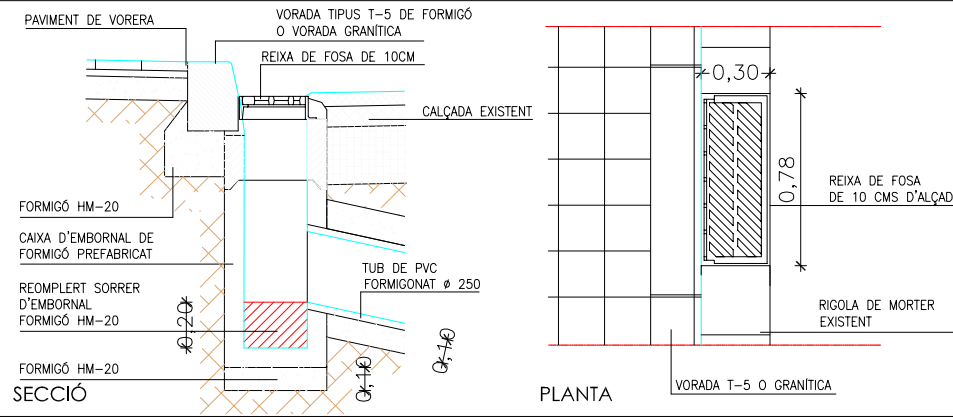 PAVIMENT DE VORERA
VORADA TIPUS T-5 DE FORMIGÓ
O VORADA GRANÍTICA
REIXA DE FOSA DE 10CM
CALÇADA EXISTENT
FORMIGÓ HM-20
CAIXA D'EMBORNAL DE
FORMIGÓ PREFABRICAT
REOMPLERT SORRER
D'EMBORNAL
FORMIGÓ HM-20
0,20
FORMIGÓ HM-20
TUB DE PVC
FORMIGONAT ø 250
0,10
0,10
SECCIÓ
0,30
0,78
REIXA DE FOSA
DE 10 CMS D'ALÇAD
RIGOLA DE MORTER
EXISTENT
VORADA T-5 O GRANÍTICA
PLANTA